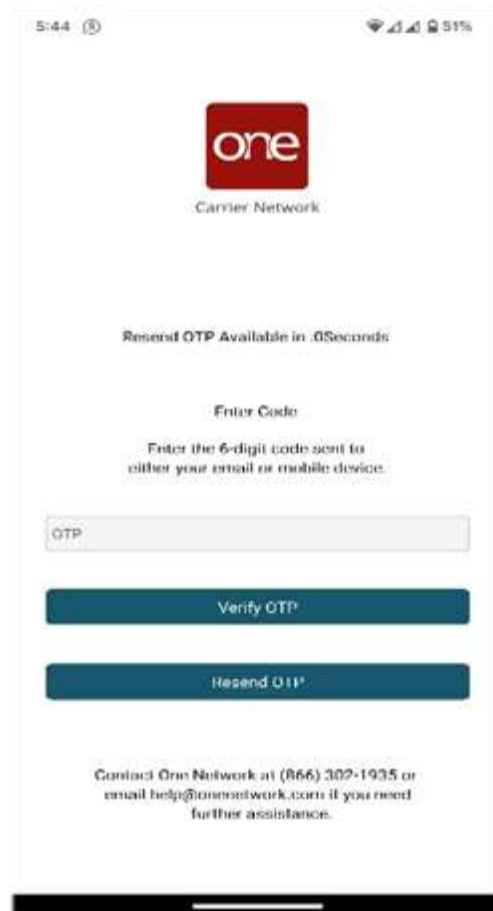 5:44 Ⓢ 51%
one
Carrier Network
Resend OTP Available in .0Seconds
Enter Code
Enter the 6-digit code sent to
either your email or mobile device.
OTP
Verify OTP
Resend OTP
Contact One Network at (866) 302-1935 or
email help@onenetwork.com if you need
further assistance.